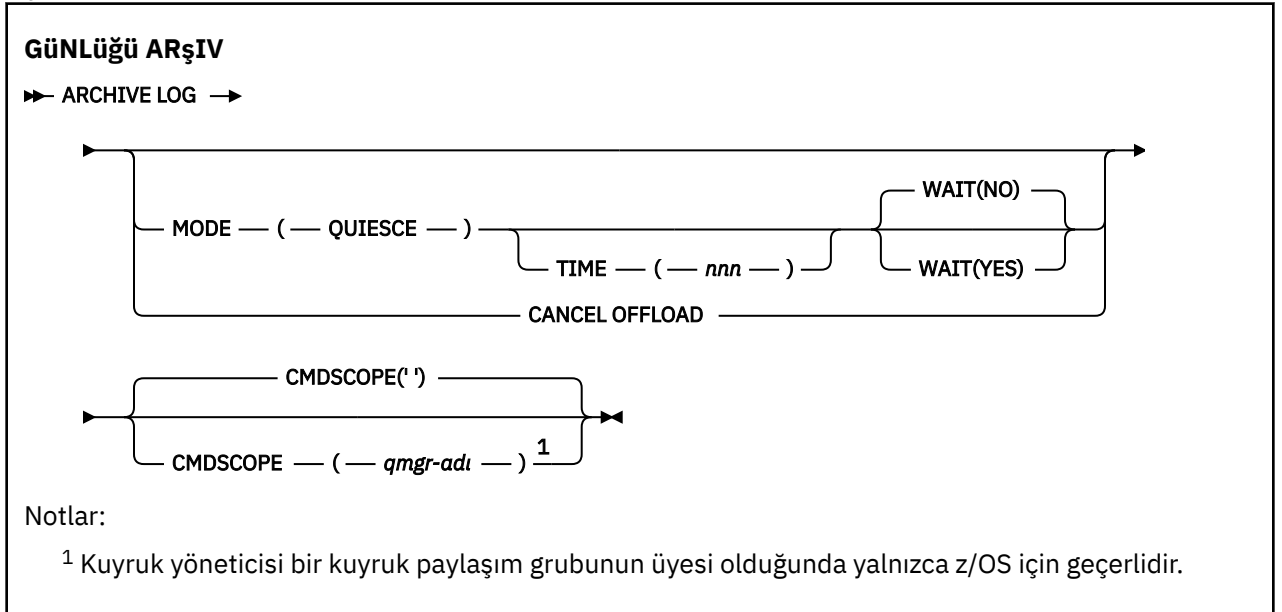 GüNLüğü ARşIV
ARCHIVE LOG
MODE ( QUIESCE ) TIME ( nnn ) WAIT(NO) WAIT(YES)
CANCEL OFFLOAD
CMDSCOPE(' ')
CMDSCOPE ( qmgr-adı ) 1
Notlar:
1 Kuyruk yöneticisi bir kuyruk paylaşım grubunun üyesi olduğunda yalnızca z/OS için geçerlidir.